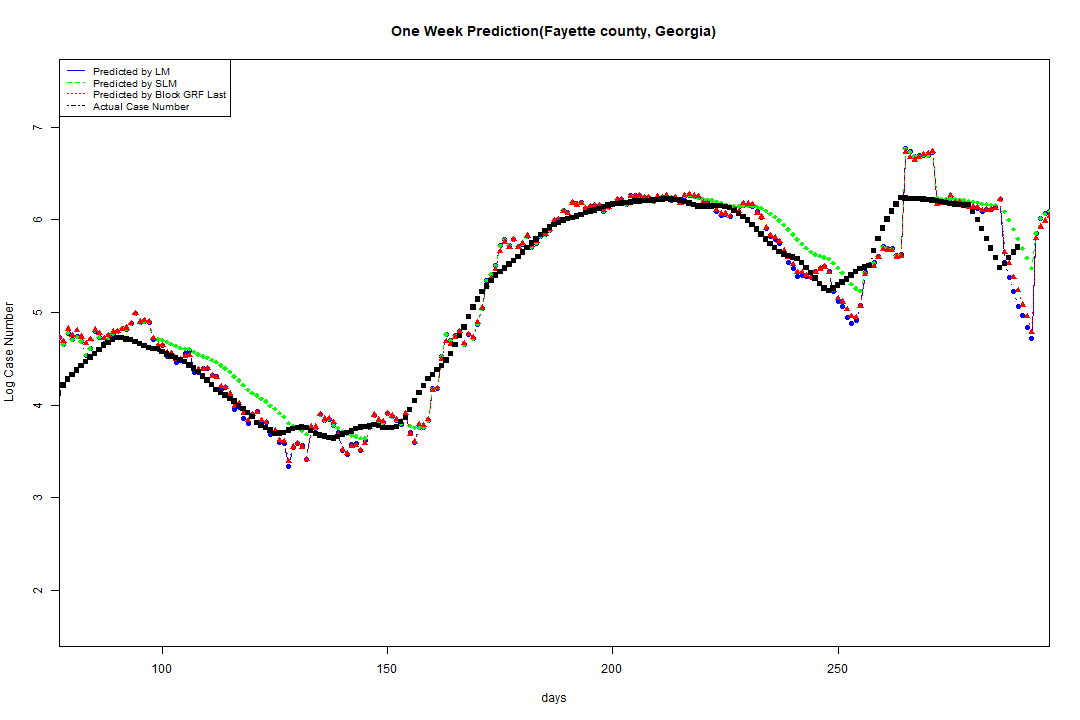 One Week Prediction(Fayette county, Georgia)
Predicted by LM
Predicted by SLM
Predicted by Block GRF Last
Actual Case Number
7
6
5
4
3
2
Log Case Number
100 150 200 250
days